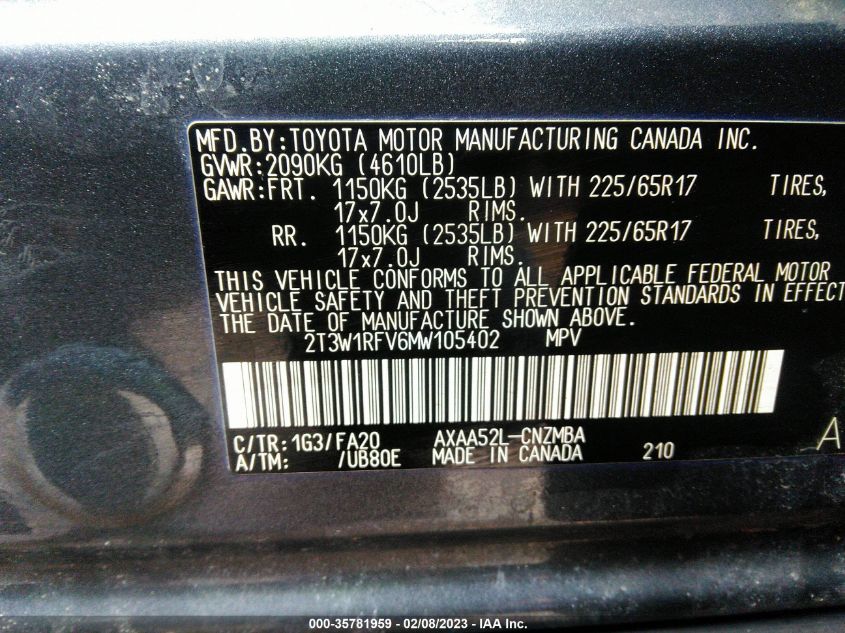 MFD.BY:TOYOTA MOTOR MANUFACTURING CANADA INC.
GVWR:2090KG (4610LB)
GAWR:FRT. 1150KG (2535LB) WITH 225/65R17 TIRES,
17x7.0J RIMS.
RR. 1150KG (2535LB) WITH 225/65R17 TIRES,
17x7.0J RIMS.
THIS VEHICLE CONFORMS TO ALL APPLICABLE FEDERAL MOTOR
VEHICLE SAFETY AND THEFT PREVENTION STANDARDS IN EFFECT
THE DATE OF MANUFACTURE SHOWN ABOVE.
2T3W1RFV6MW105402 MPV
C/TR:1G3/FA20 AXAA52L-CNZMBA A
A/TM: /UB80E MADE IN CANADA 210
000-35781959 - 02/08/2023 - IAA Inc.